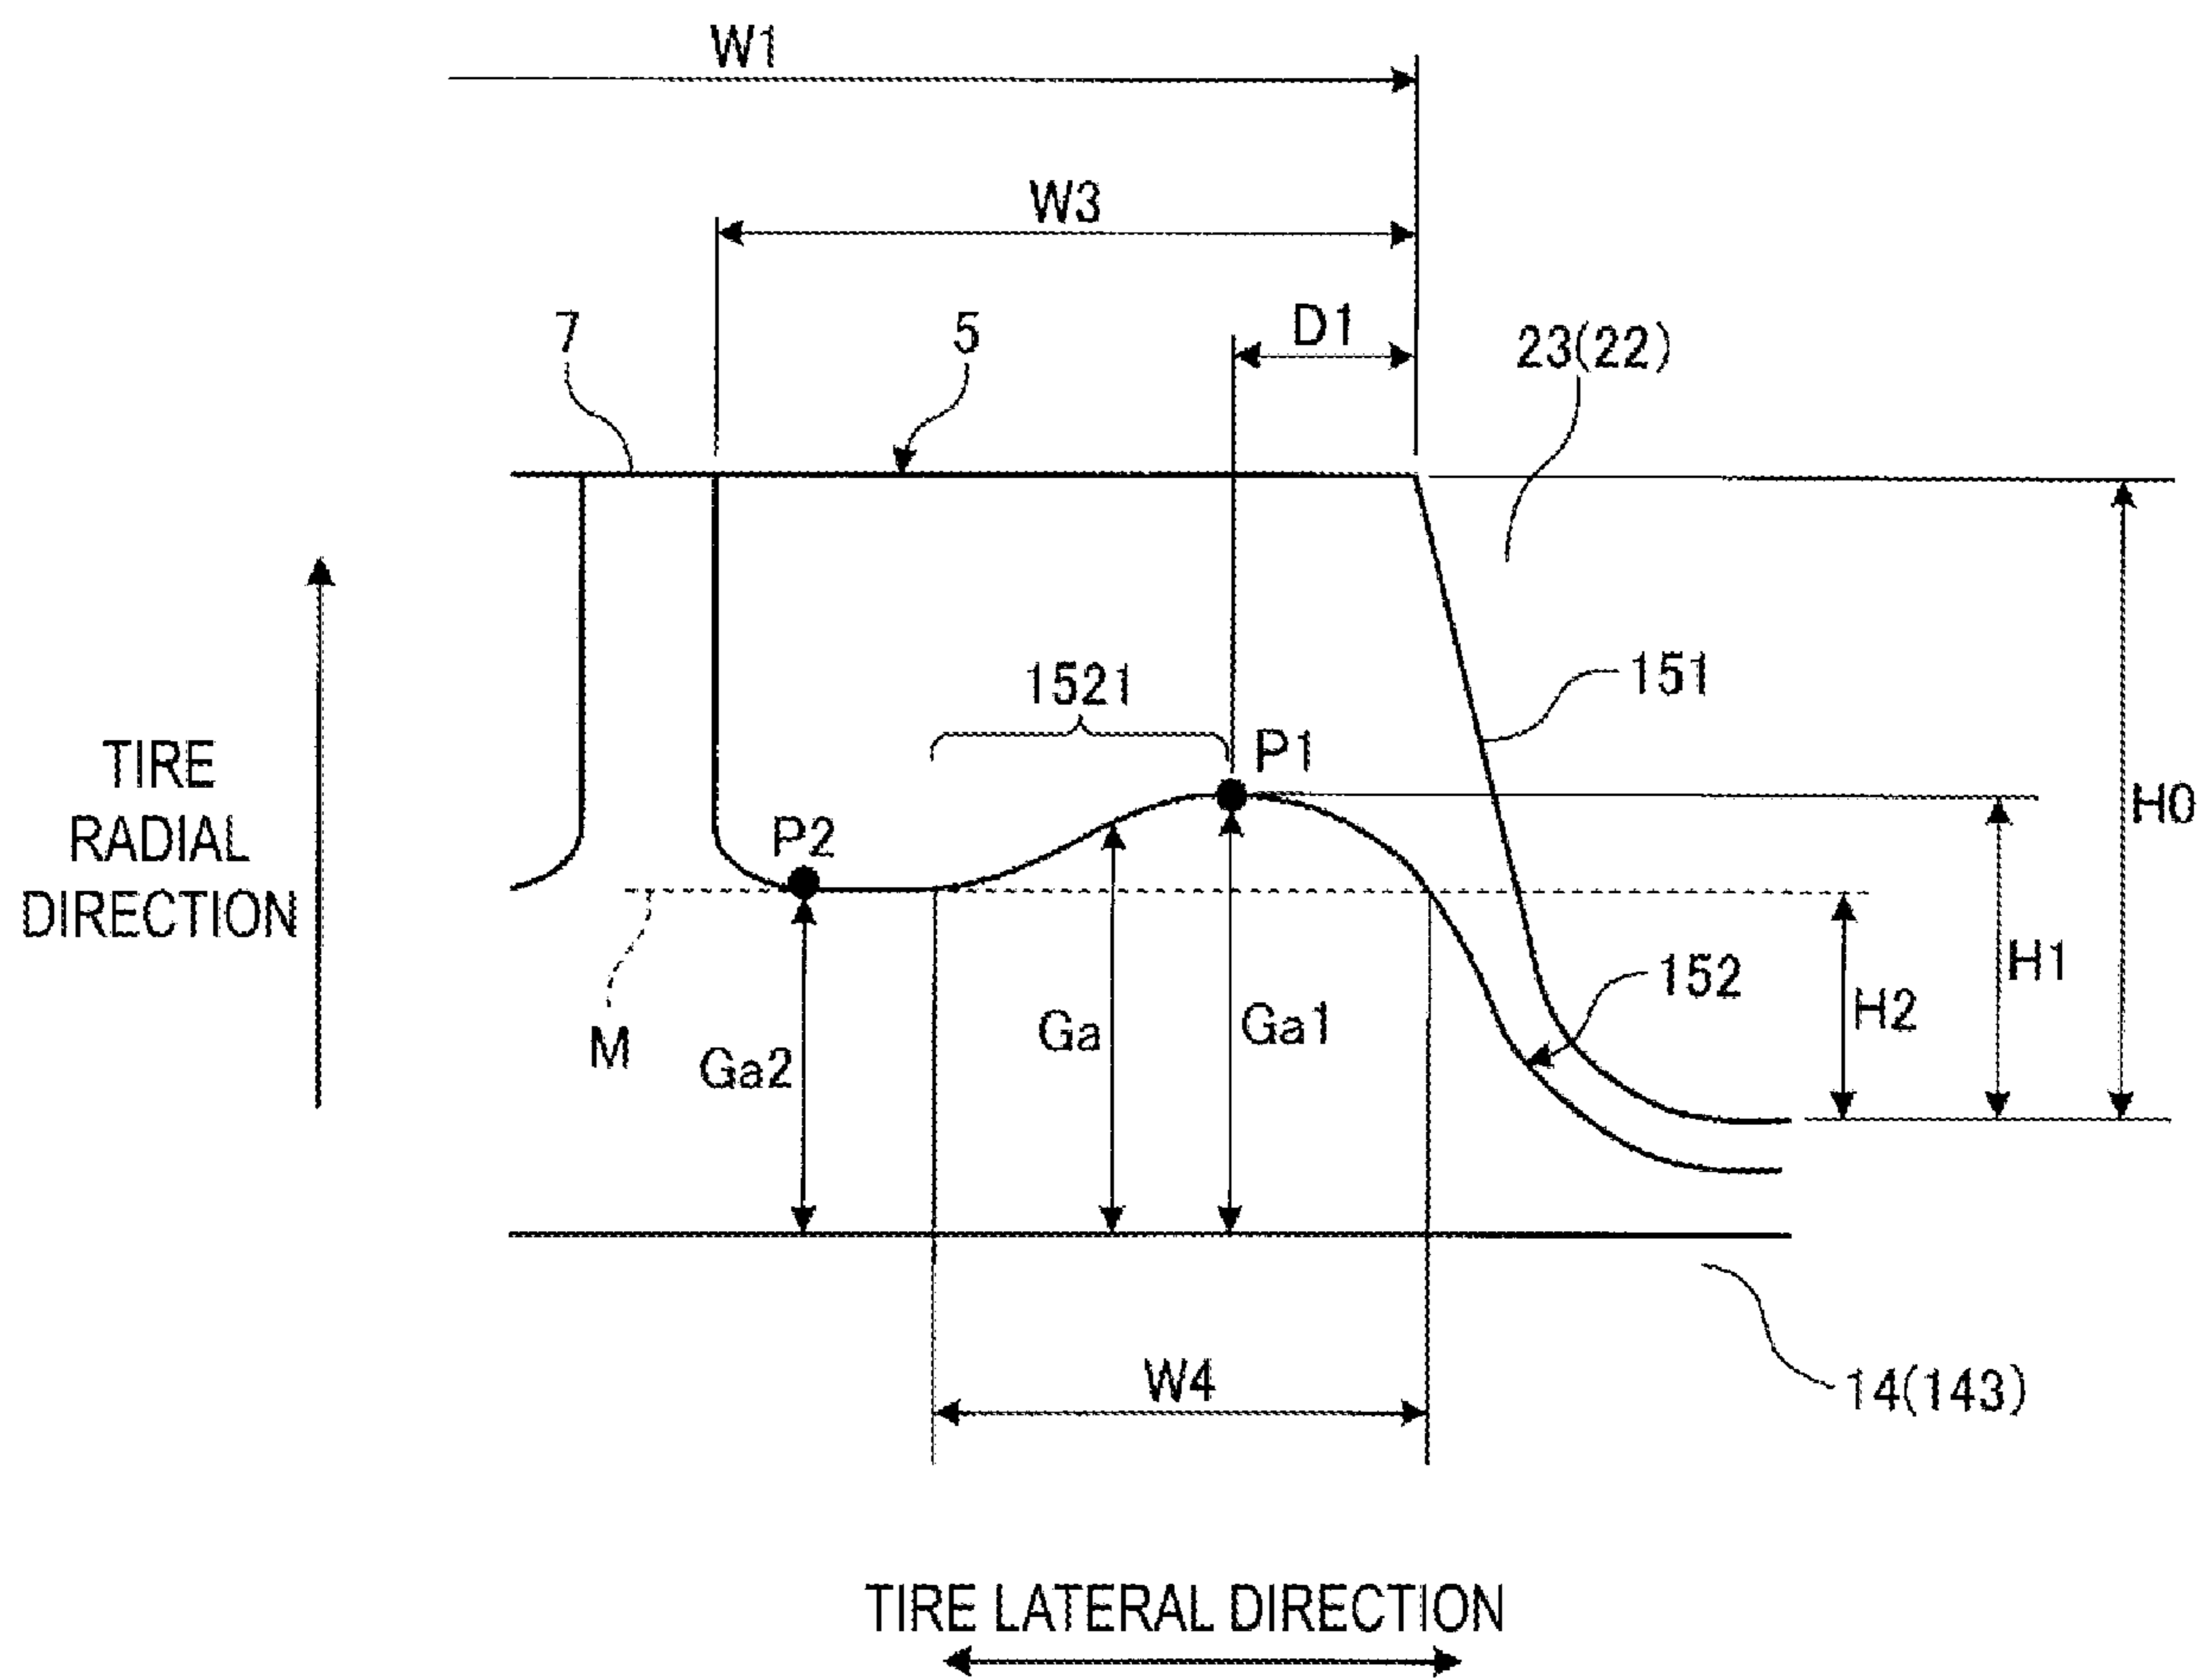 W1
W3
7
5
D1
23(22)
1521
P1
151
TIRE
RADIAL
DIRECTION
P2
H0
152
H1
H2
M
Ga2
Ga
Ga1
W4
14(143)
TIRE LATERAL DIRECTION